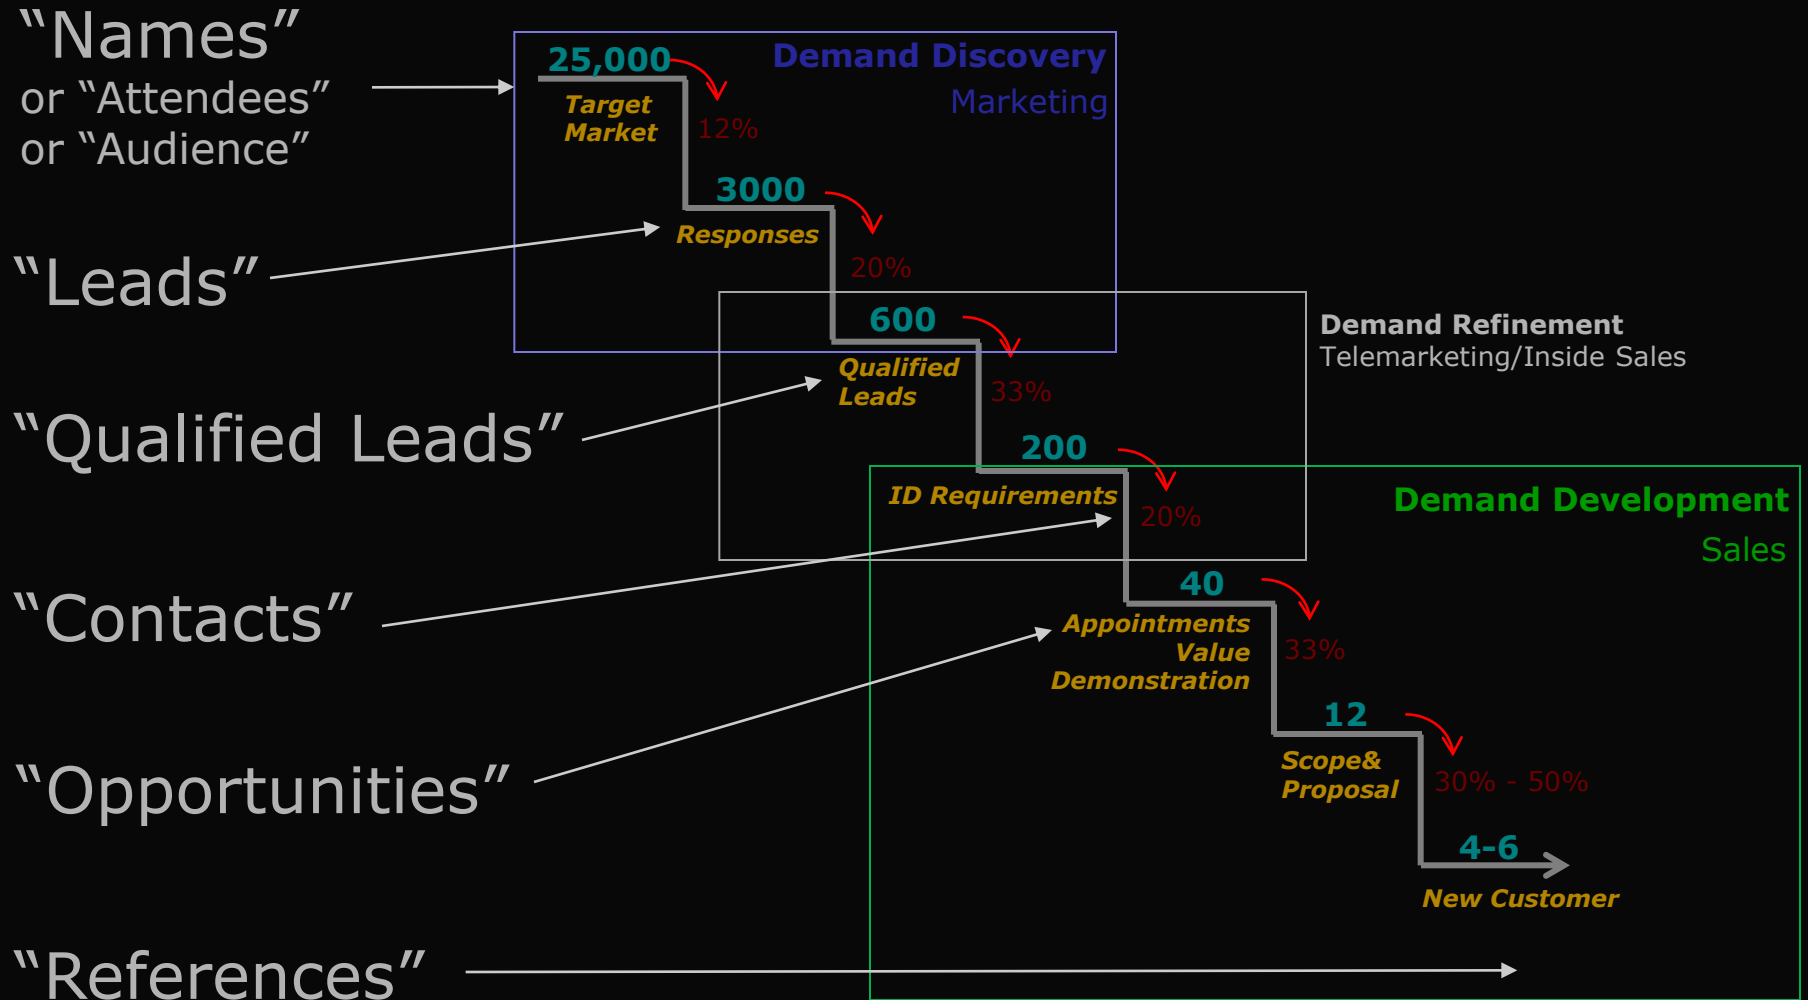 “Names”
or “Attendees”
or “Audience”
25,000
Demand Discovery
Marketing
Target
Market
12%
3000
Responses
20%
“Leads”
600
Demand Refinement
Telemarketing/Inside Sales
Qualified
Leads
33%
“Qualified Leads”
200
ID Requirements
20%
Demand Development
Sales
“Contacts”
40
Appointments
Value
Demonstration
33%
“Opportunities”
12
Scope&
Proposal
30% - 50%
4-6
New Customer
“References”